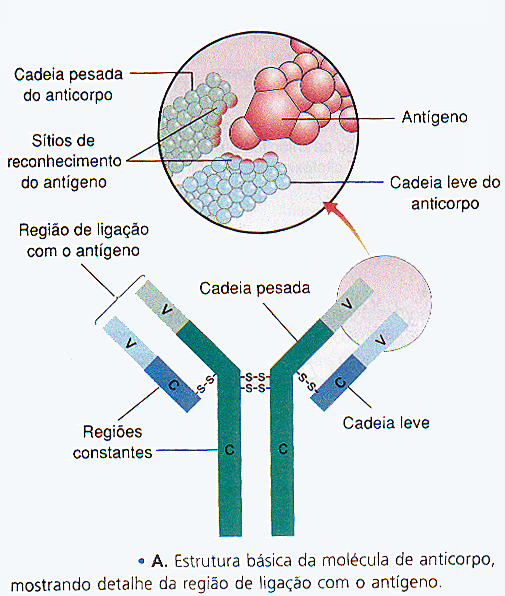 Cadeia pesada
do anticorpo
Sítios de
reconhecimento
do antígeno
Antígeno
Cadeia leve do
anticorpo
Região de ligação
com o antígeno
Cadeia pesada
V
V
V
V
C
C
-s-s-
-s-s-
-s-s-
-s-s-
Regiões
constantes
C
C
Cadeia leve
• A. Estrutura básica da molécula de anticorpo,
mostrando detalhe da região de ligação com o antígeno.